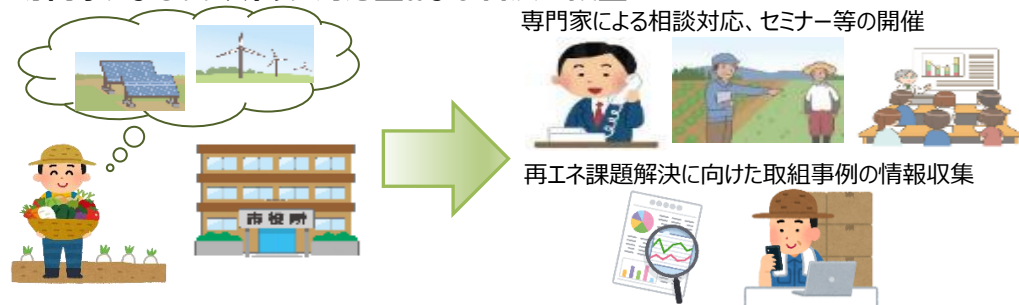 専門家による相談対応、セミナー等の開催
市役所
再エネ課題解決に向けた取組事例の情報収集